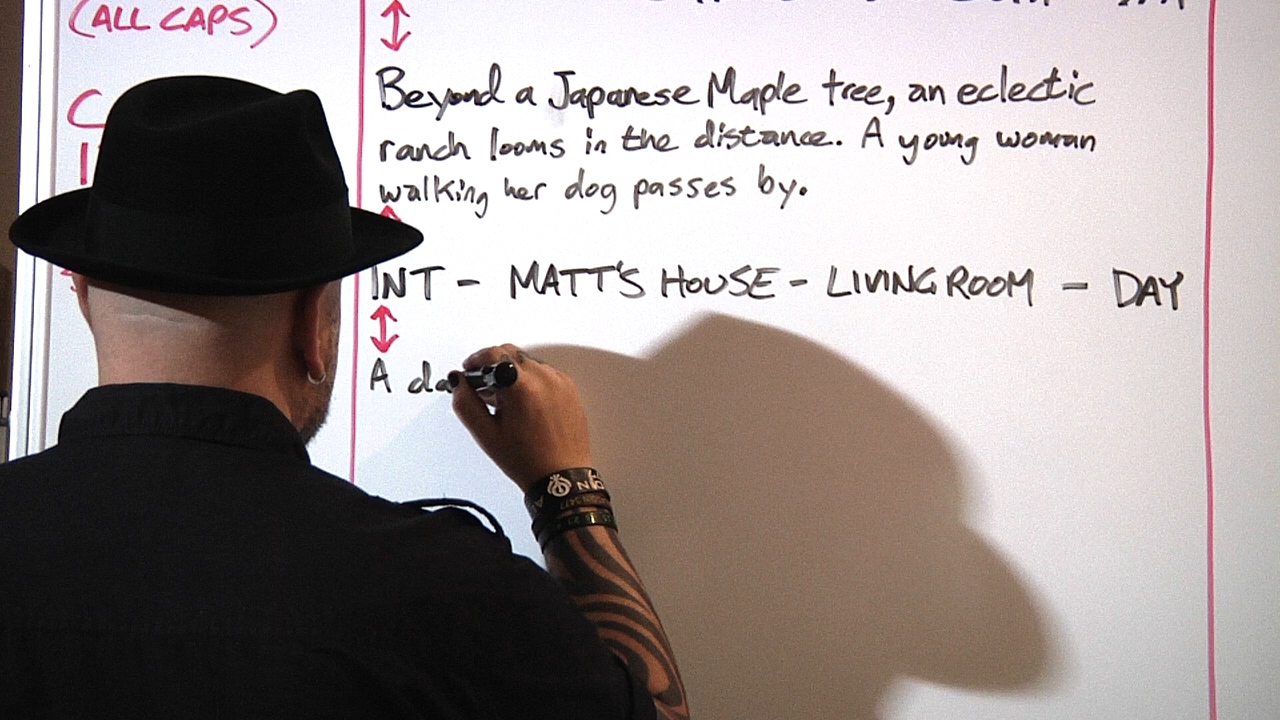 (ALL CAPS)
Beyond a Japanese Maple tree, an eclectic
ranch looms in the distance. A young woman
walking her dog passes by.
INT - MATT'S HOUSE - LIVING ROOM - DAY
A da